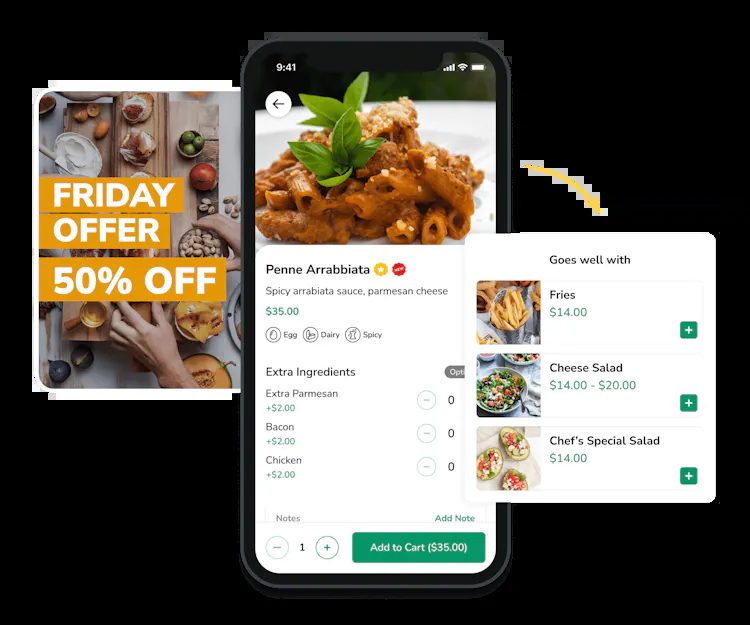 FRIDAY
OFFER
50% OFF
9:41
Penne Arrabbiata
NEW
Spicy arrabiata sauce, parmesan cheese
$35.00
Egg Dairy Spicy
Extra Ingredients
Extra Parmesan
+$2.00
0
Bacon
+$2.00
0
Chicken
+$2.00
0
Notes Add Note
1
Add to Cart ($35.00)
Goes well with
Fries
$14.00
Cheese Salad
$14.00 - $20.00
Chef's Special Salad
$14.00